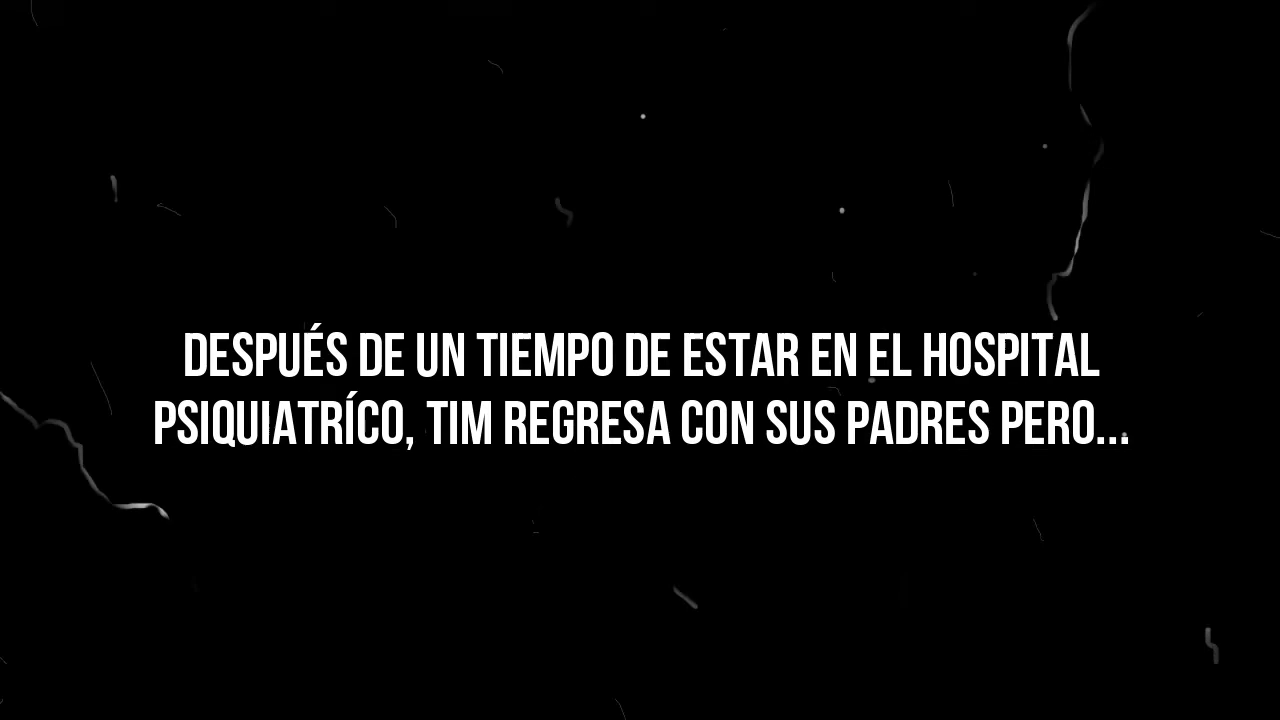 DESPUÉS DE UN TIEMPO DE ESTAR EN EL HOSPITAL
PSIQUIATRÍCO, TIM REGRESA CON SUS PADRES PERO...